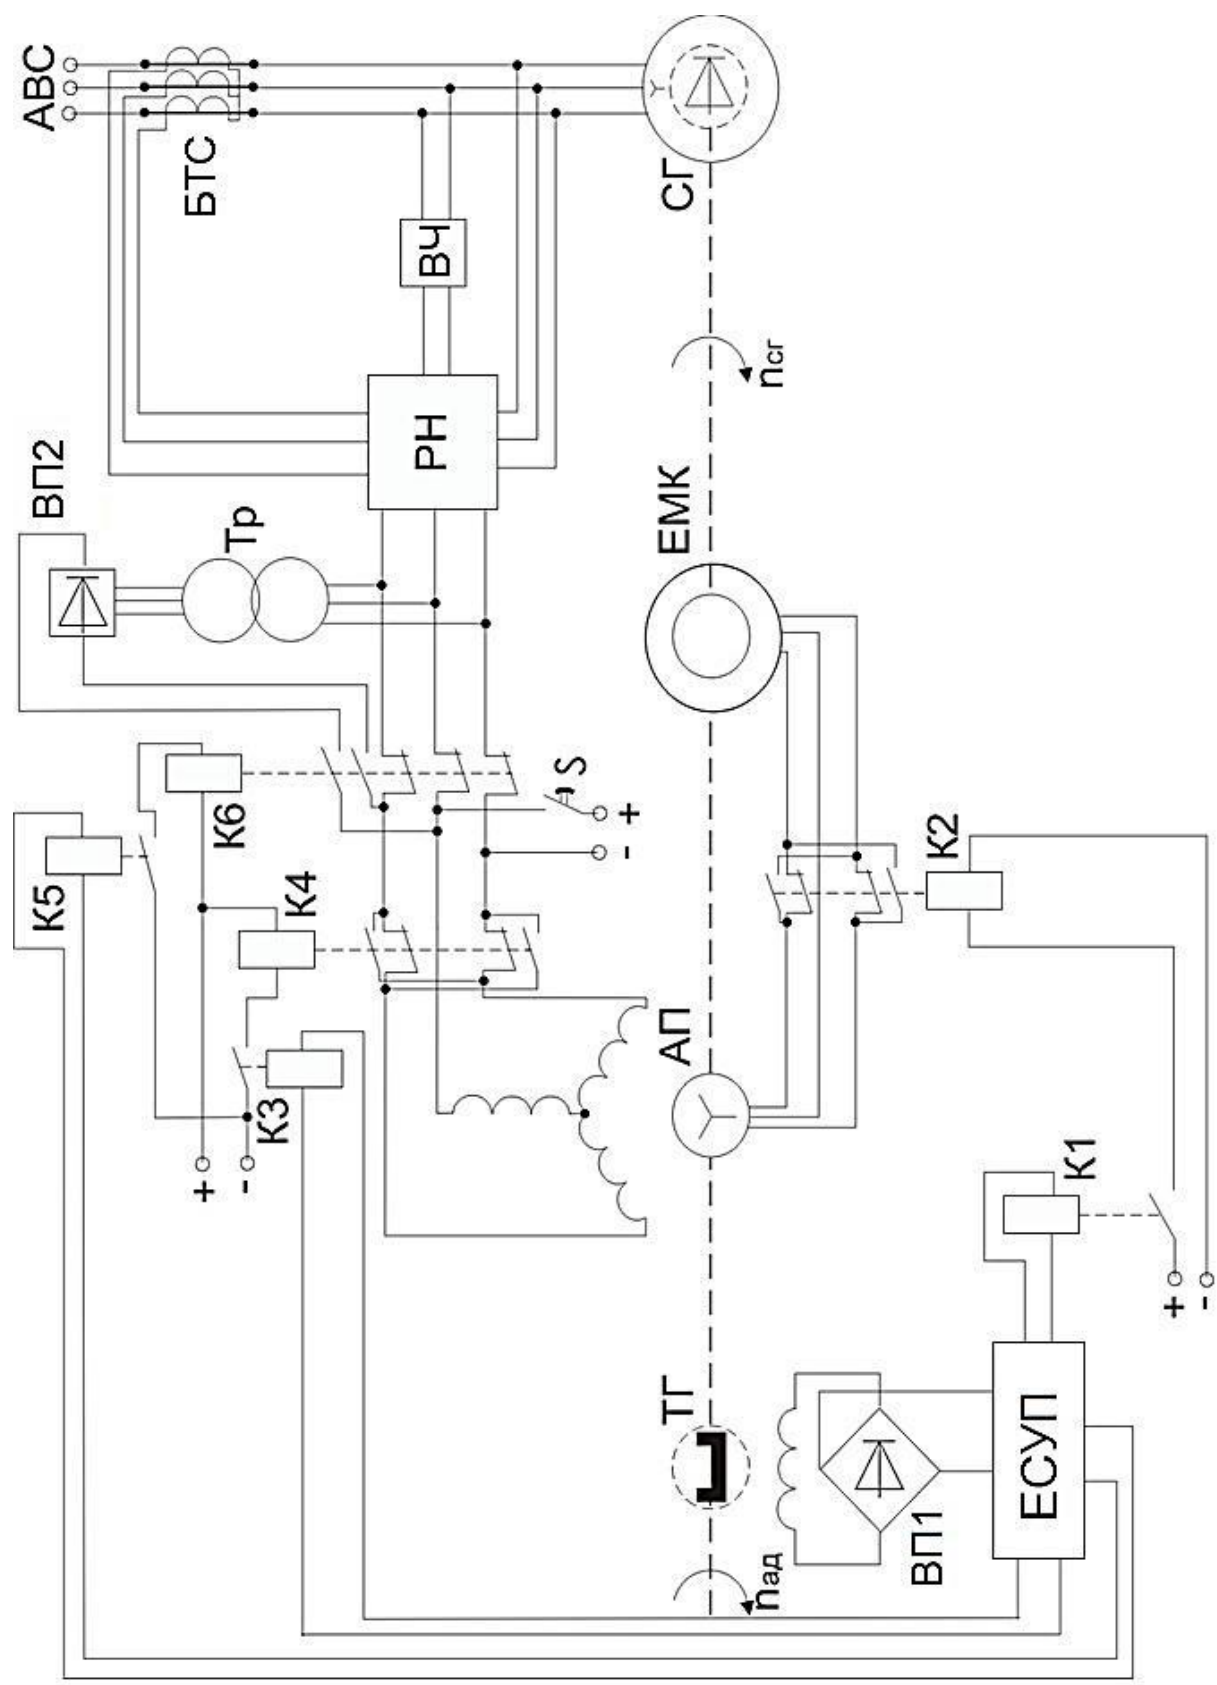 АВС
БТС
СГ
ВЧ
nсг
РН
ВП2
Тр
ЕМК
К6
S
+
-
К5
К4
К2
АП
К3
+
-
К1
+
-
ТГ
ЕСУП
ВП1
nад